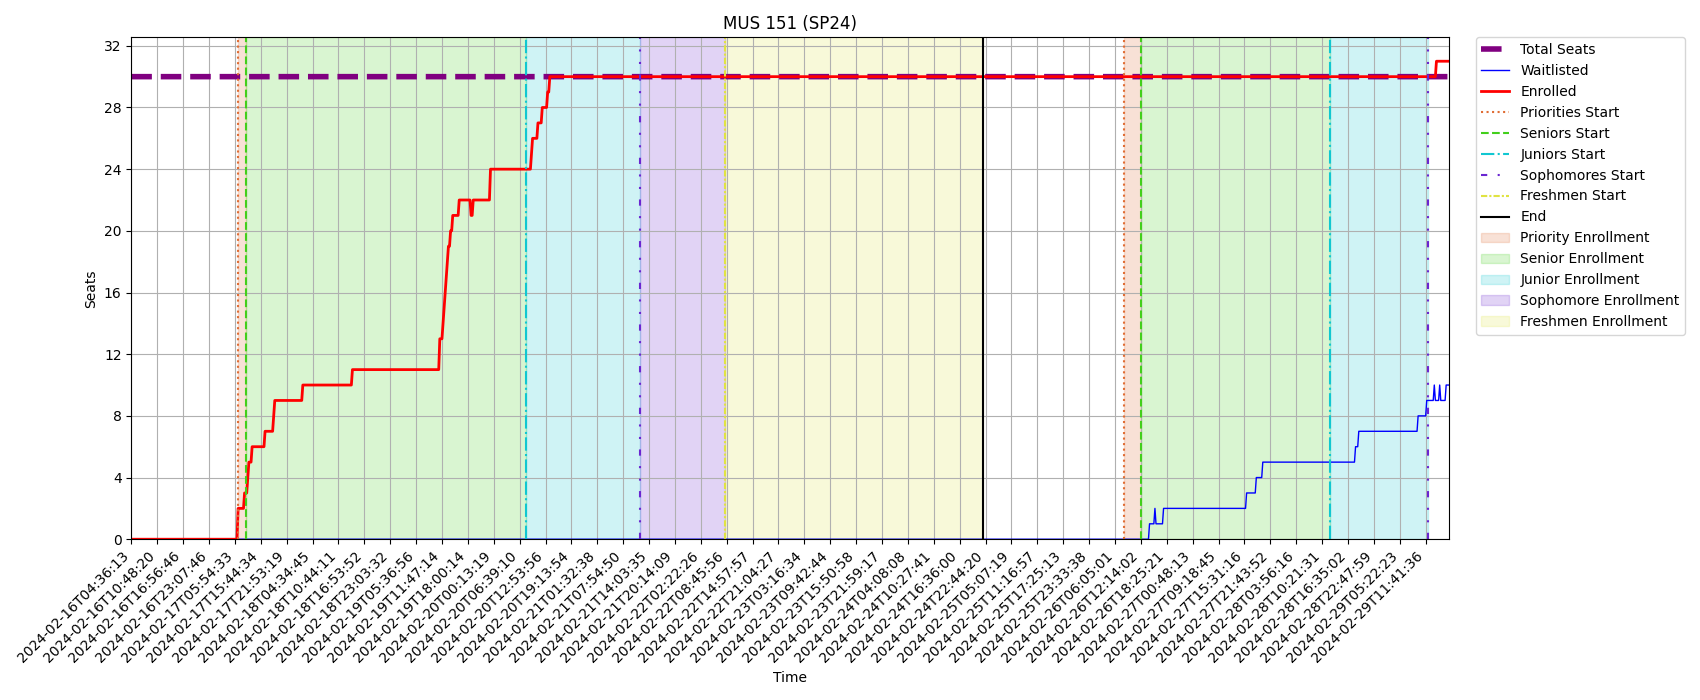 MUS 151 (SP24)
Seats
32
28
24
20
16
12
8
4
0
2024-02-16T04:36:13
2024-02-16T10:48:20
2024-02-16T16:56:46
2024-02-16T23:07:46
2024-02-17T05:54:33
2024-02-17T15:44:34
2024-02-17T21:53:19
2024-02-18T04:34:45
2024-02-18T10:44:11
2024-02-18T16:53:52
2024-02-18T23:03:32
2024-02-19T05:36:56
2024-02-19T11:47:14
2024-02-19T18:00:14
2024-02-20T00:13:19
2024-02-20T06:39:10
2024-02-20T12:53:56
2024-02-20T19:13:54
2024-02-21T01:32:38
2024-02-21T07:54:50
2024-02-21T14:03:35
2024-02-21T20:14:09
2024-02-22T02:22:26
2024-02-22T08:45:56
2024-02-22T14:57:57
2024-02-22T21:04:27
2024-02-23T03:16:34
2024-02-23T09:42:44
2024-02-23T15:50:58
2024-02-23T21:59:17
2024-02-24T04:08:08
2024-02-24T10:27:41
2024-02-24T16:36:00
2024-02-24T22:44:20
2024-02-25T05:07:19
2024-02-25T11:16:57
2024-02-25T17:25:13
2024-02-25T23:33:38
2024-02-26T06:05:01
2024-02-26T12:14:02
2024-02-26T18:25:21
2024-02-27T00:48:13
2024-02-27T09:18:45
2024-02-27T15:31:16
2024-02-27T21:43:52
2024-02-28T03:56:16
2024-02-28T10:21:31
2024-02-28T16:35:02
2024-02-28T22:47:59
2024-02-29T05:22:23
2024-02-29T11:41:36
Time
Total Seats
Waitlisted
Enrolled
Priorities Start
Seniors Start
Juniors Start
Sophomores Start
Freshmen Start
End
Priority Enrollment
Senior Enrollment
Junior Enrollment
Sophomore Enrollment
Freshmen Enrollment